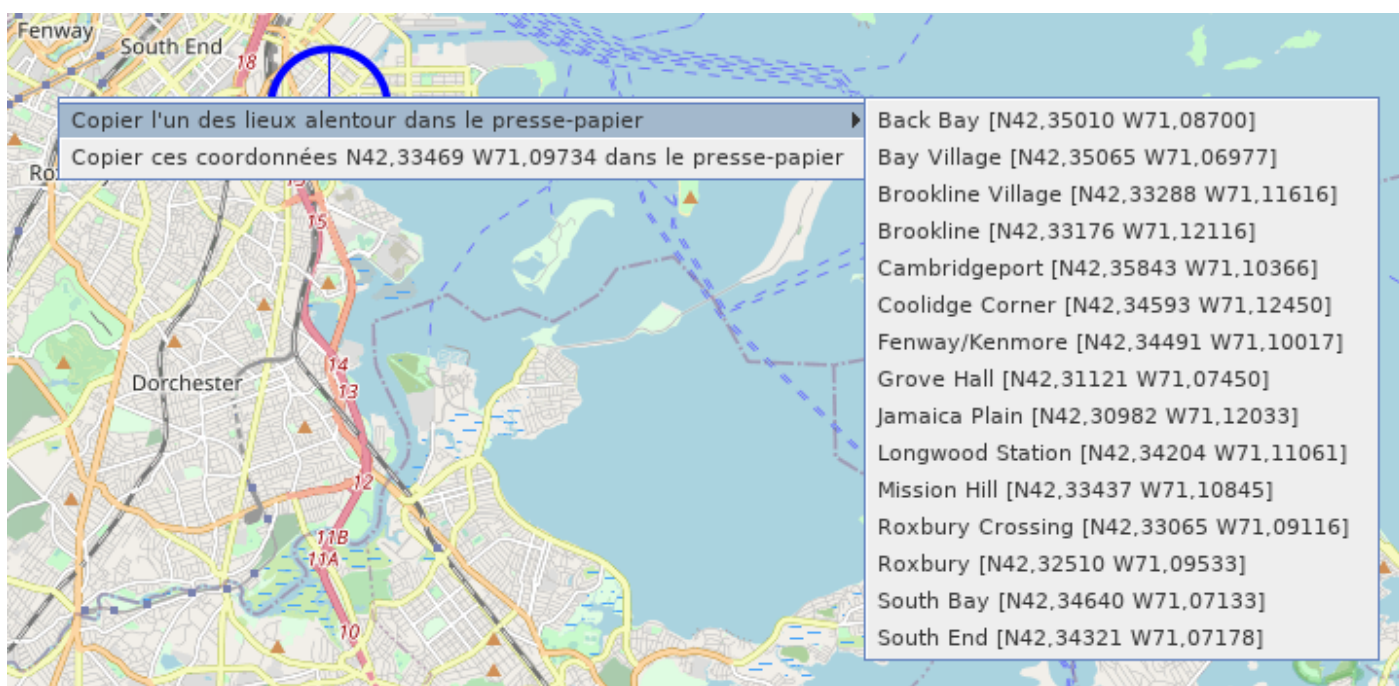 Fenway
South End
18
Copier l'un des lieux alentour dans le presse-papier
Copier ces coordonnées N42,33469 W71,09734 dans le presse-papier
Back Bay [N42,35010 W71,08700]
Bay Village [N42,35065 W71,06977]
Brookline Village [N42,33288 W71,11616]
Brookline [N42,33176 W71,12116]
Cambridgeport [N42,35843 W71,10366]
Coolidge Corner [N42,34593 W71,12450]
Fenway/Kenmore [N42,34491 W71,10017]
Grove Hall [N42,31121 W71,07450]
Jamaica Plain [N42,30982 W71,12033]
Longwood Station [N42,34204 W71,11061]
Mission Hill [N42,33437 W71,10845]
Roxbury Crossing [N42,33065 W71,09116]
Roxbury [N42,32510 W71,09533]
South Bay [N42,34640 W71,07133]
South End [N42,34321 W71,07178]
15
14
13
Dorchester
12
11B
11A
10